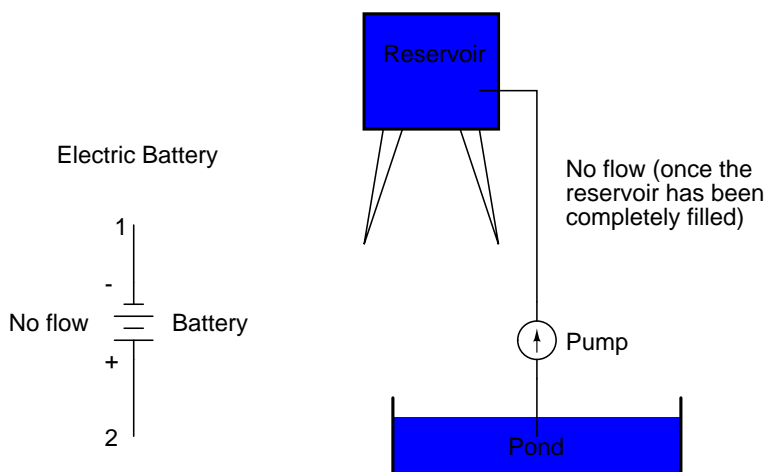 Reservoir
Electric Battery
No flow (once the
reservoir has been
completely filled)
1
-
No flow
Battery
+
2
Pump
Pond